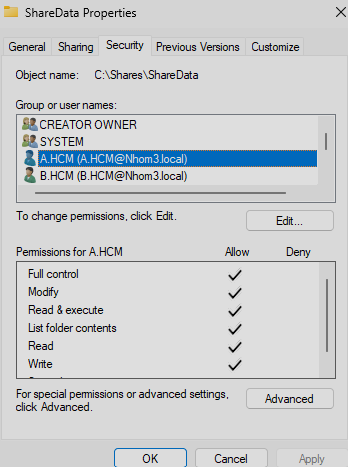 ShareData Properties
General Sharing Security Previous Versions Customize
Object name: C:\Shares\ShareData
Group or user names:
CREATOR OWNER
SYSTEM
A.HCM (A.HCM@Nhom3.local)
B.HCM (B.HCM@Nhom3.local)
To change permissions, click Edit.
Edit...
Permissions for A.HCM Allow Deny
Full control
Modify
Read & execute
List folder contents
Read
Write
For special permissions or advanced settings,
click Advanced.
Advanced
OK Cancel Apply